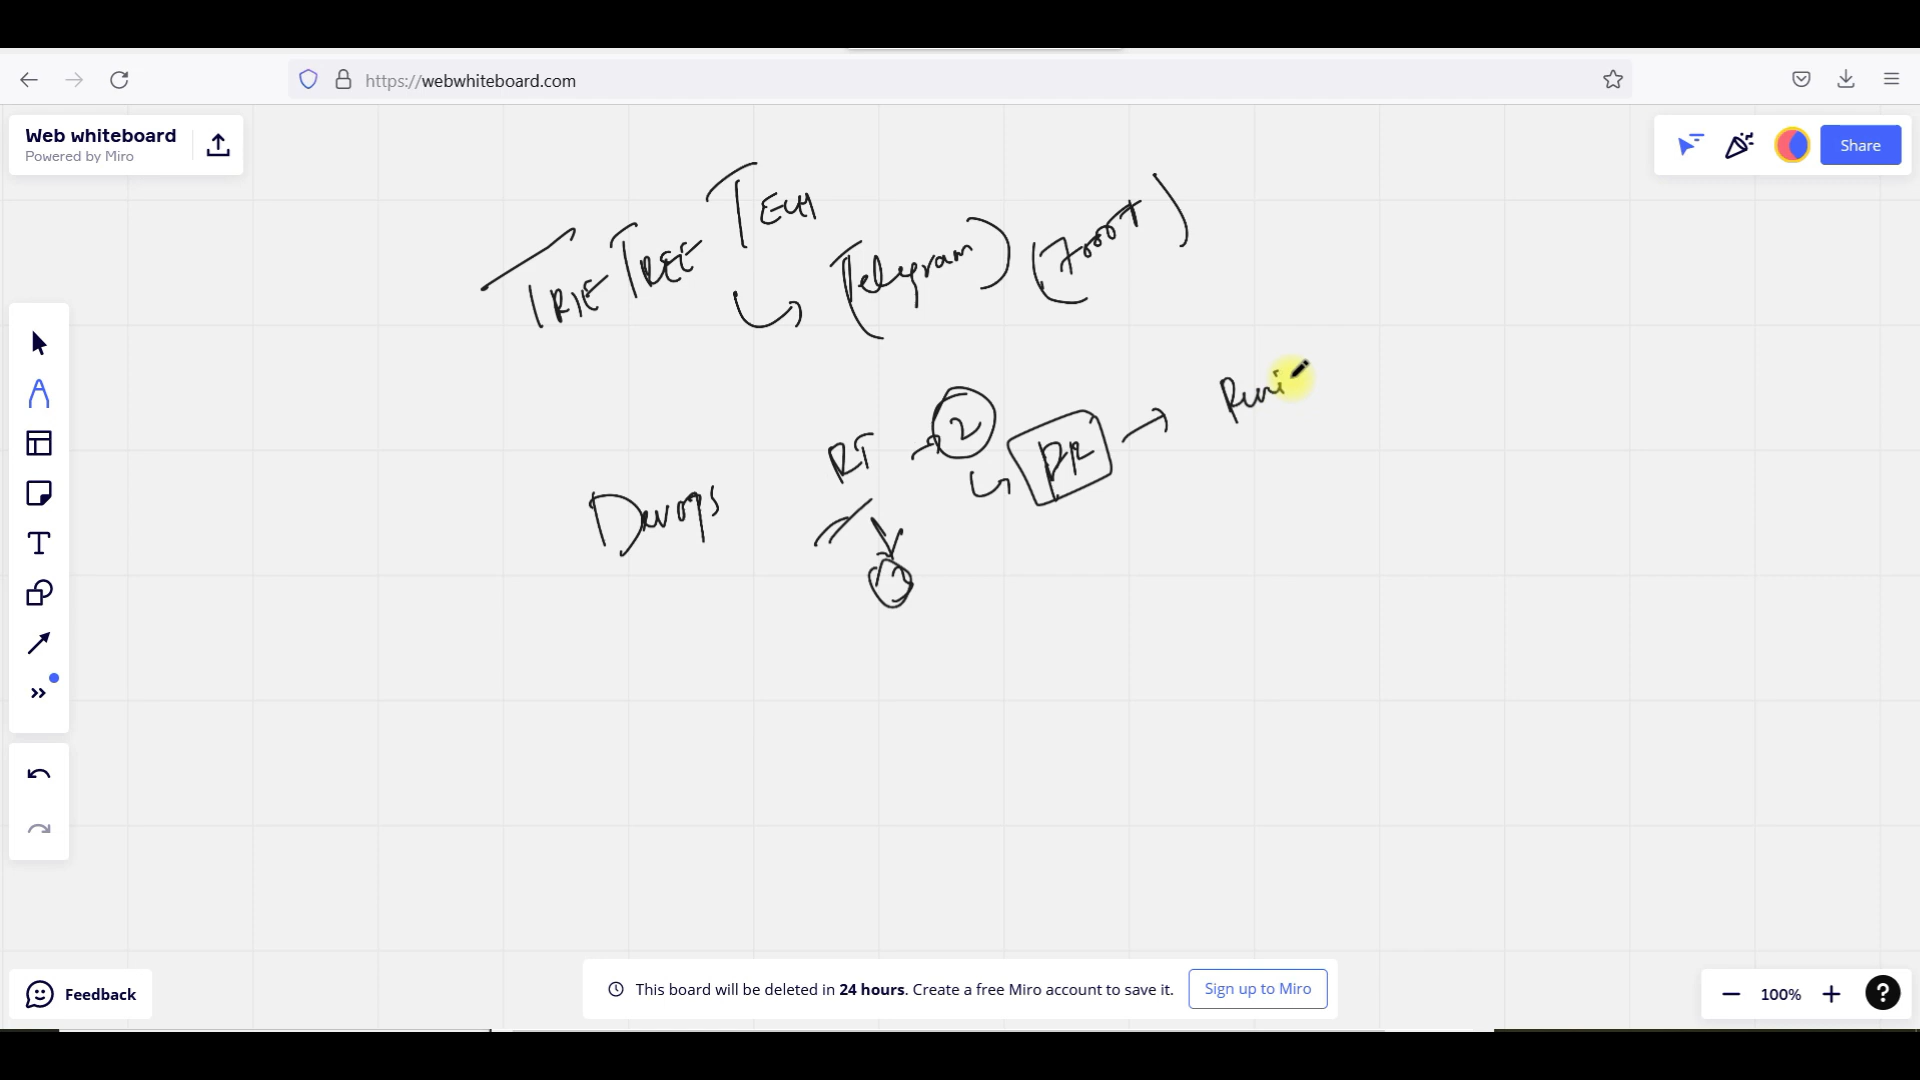 https://webwhiteboard.com
Web whiteboard
Powered by Miro
Share
TRIE TREE TECH
(Telegram)
RT
2
PR
Devops
T
Feedback
This board will be deleted in 24 hours. Create a free Miro account to save it.
Sign up to Miro
100%
?